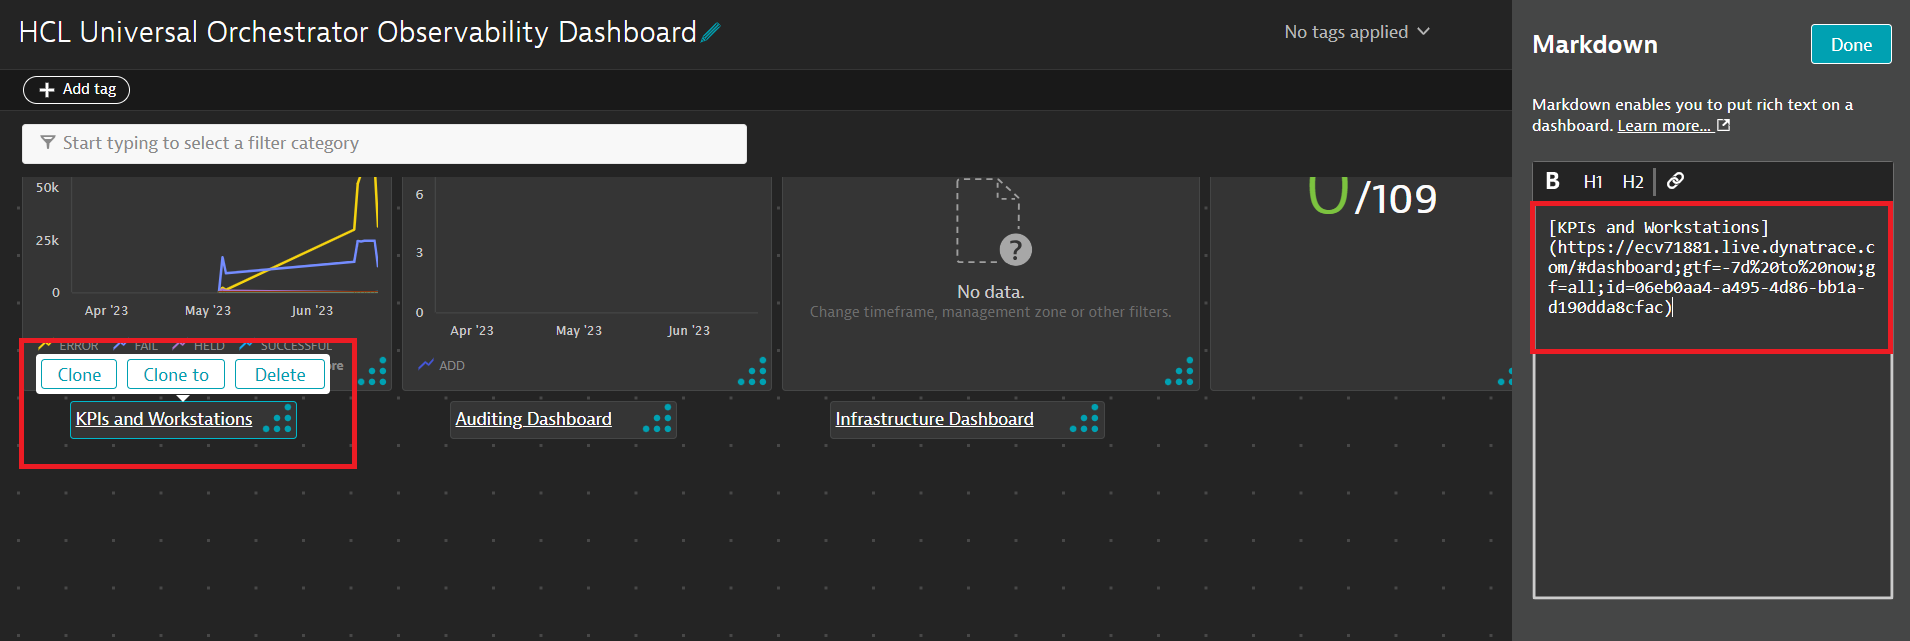 HCL Universal Orchestrator Observability Dashboard
No tags applied
Add tag
Start typing to select a filter category
50k
25k
0
Apr '23 May '23 Jun '23
ERROR FAIL HELD SUCCESSFUL
Clone Clone to Delete
KPIs and Workstations
6
3
0
Apr '23 May '23 Jun '23
ADD
Auditing Dashboard
?
No data.
Change timeframe, management zone or other filters.
Infrastructure Dashboard
0/109
Markdown
Done
Markdown enables you to put rich text on a
dashboard. Learn more...
B H1 H2
[KPIs and Workstations]
(https://ecv71881.live.dynatrace.c
om/#dashboard;gtf=-7d%20to%20now;g
f=all;id=06eb0aa4-a495-4d86-bb1a-
d190dda8cfac)